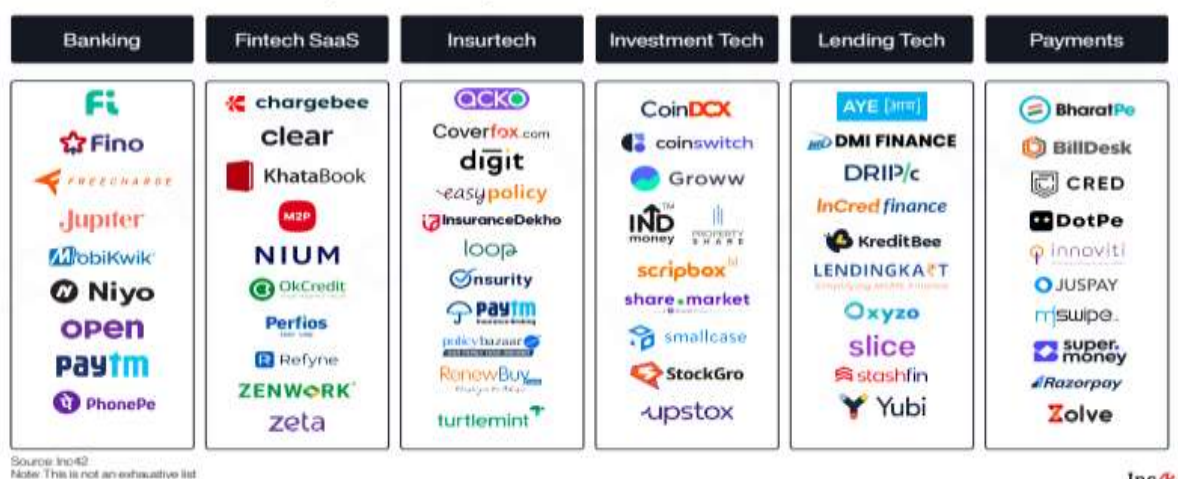 Banking
Fi
Fino
FREECHARGE
Jupiter
MobiKwik
Niyo
open
paytm
PhonePe
Fintech SaaS
chargebee
clear
KhataBook
M2P
NIUM
OkCredit
Perfios
Refyne
ZENWORK
zeta
Insurtech
acko
Coverfox.com
digit
easypolicy
InsuranceDekho
loop
Onsurity
paytm
Insurance Broking
policybazaar
RenewBuy
turtlemint
Investment Tech
CoinDCX
coinswitch
Groww
IND
money
PROPERTY
SHARE
scripbox
share.market
smallcase
StockGro
upstox
Lending Tech
AYE [आय]
DMI FINANCE
DRIP/c
InCred finance
KreditBee
LENDINGKART
Oxyzo
slice
stashfin
Yubi
Payments
BharatPe
BillDesk
CRED
DotPe
innoviti
JUSPAY
mswipe
super.
money
Razorpay
Zolve
Source: Inc42
Note: This is not an exhaustive list